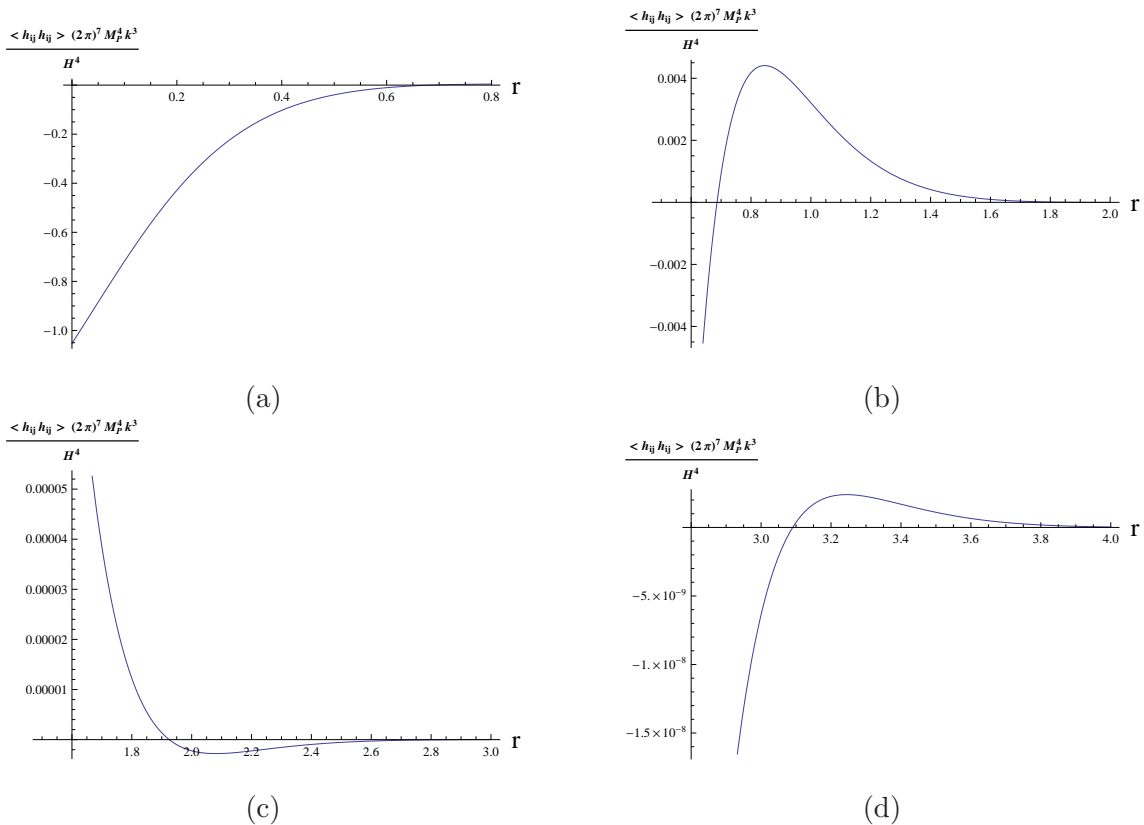 < h_ij h_ij > (2 π)^7 M_P^4 k^3
H^4
r
0.2 0.4 0.6 0.8
−0.2
−0.4
−0.6
−0.8
−1.0
(a)
< h_ij h_ij > (2 π)^7 M_P^4 k^3
H^4
0.004
0.002
r
0.8 1.0 1.2 1.4 1.6 1.8 2.0
−0.002
−0.004
(b)
< h_ij h_ij > (2 π)^7 M_P^4 k^3
H^4
0.00005
0.00004
0.00003
0.00002
0.00001
r
1.8 2.0 2.2 2.4 2.6 2.8 3.0
(c)
< h_ij h_ij > (2 π)^7 M_P^4 k^3
H^4
r
3.0 3.2 3.4 3.6 3.8 4.0
−5.×10^−9
−1.×10^−8
−1.5×10^−8
(d)